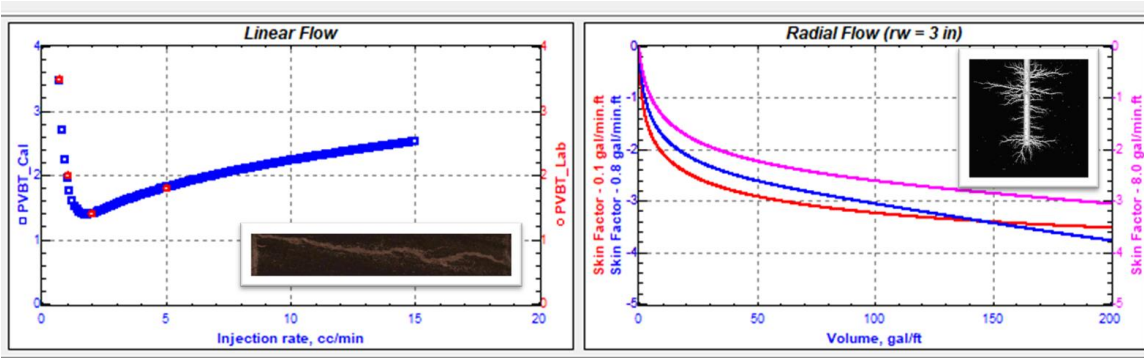 Linear Flow
4
3
2
1
0
PVBT_Cal
4
3
2
1
0
PVBT_Lab
0 5 10 15 20
Injection rate, cc/min
Radial Flow (rw = 3 in)
0
-1
-2
-3
-4
-5
Skin Factor - 0.1 gal/min.ft
Skin Factor - 0.8 gal/min.ft
0
-1
-2
-3
-4
-5
Skin Factor - 8.0 gal/min.ft
0 50 100 150 200
Volume, gal/ft